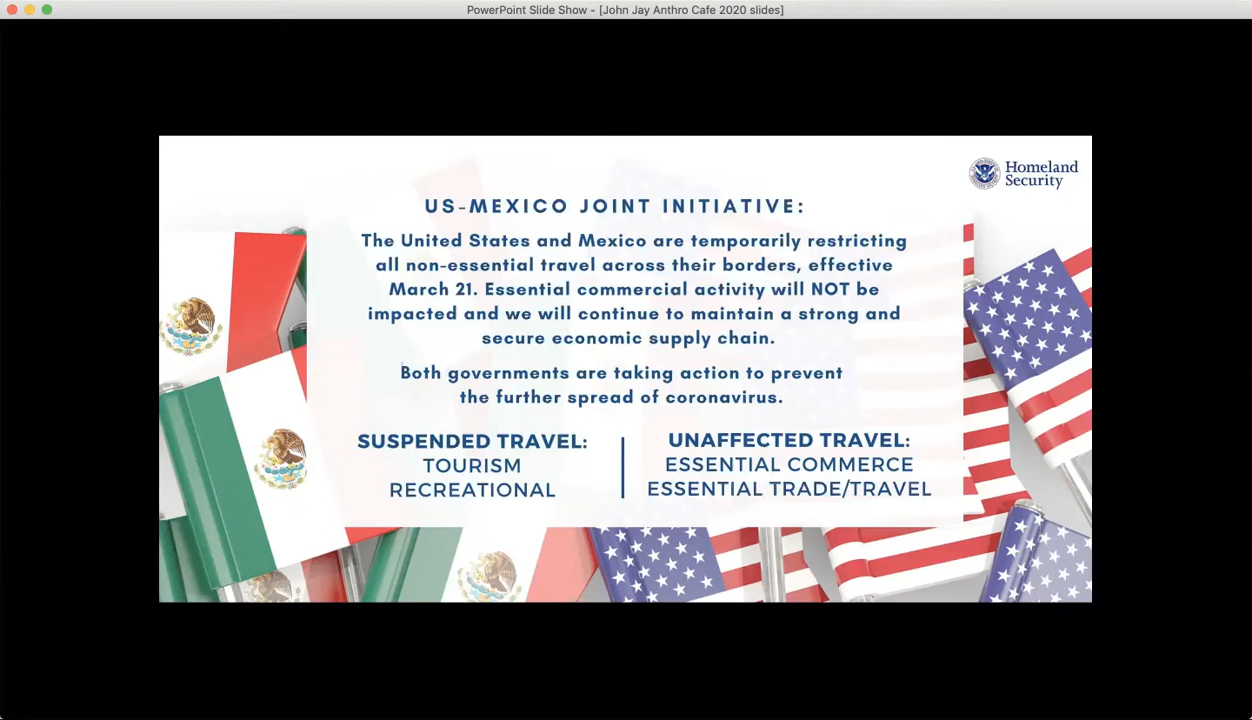 PowerPoint Slide Show - [John Jay Anthro Cafe 2020 slides]
Homeland
Security
US-MEXICO JOINT INITIATIVE:
The United States and Mexico are temporarily restricting
all non-essential travel across their borders, effective
March 21. Essential commercial activity will NOT be
impacted and we will continue to maintain a strong and
secure economic supply chain.
Both governments are taking action to prevent
the further spread of coronavirus.
SUSPENDED TRAVEL:
TOURISM
RECREATIONAL
UNAFFECTED TRAVEL:
ESSENTIAL COMMERCE
ESSENTIAL TRADE/TRAVEL